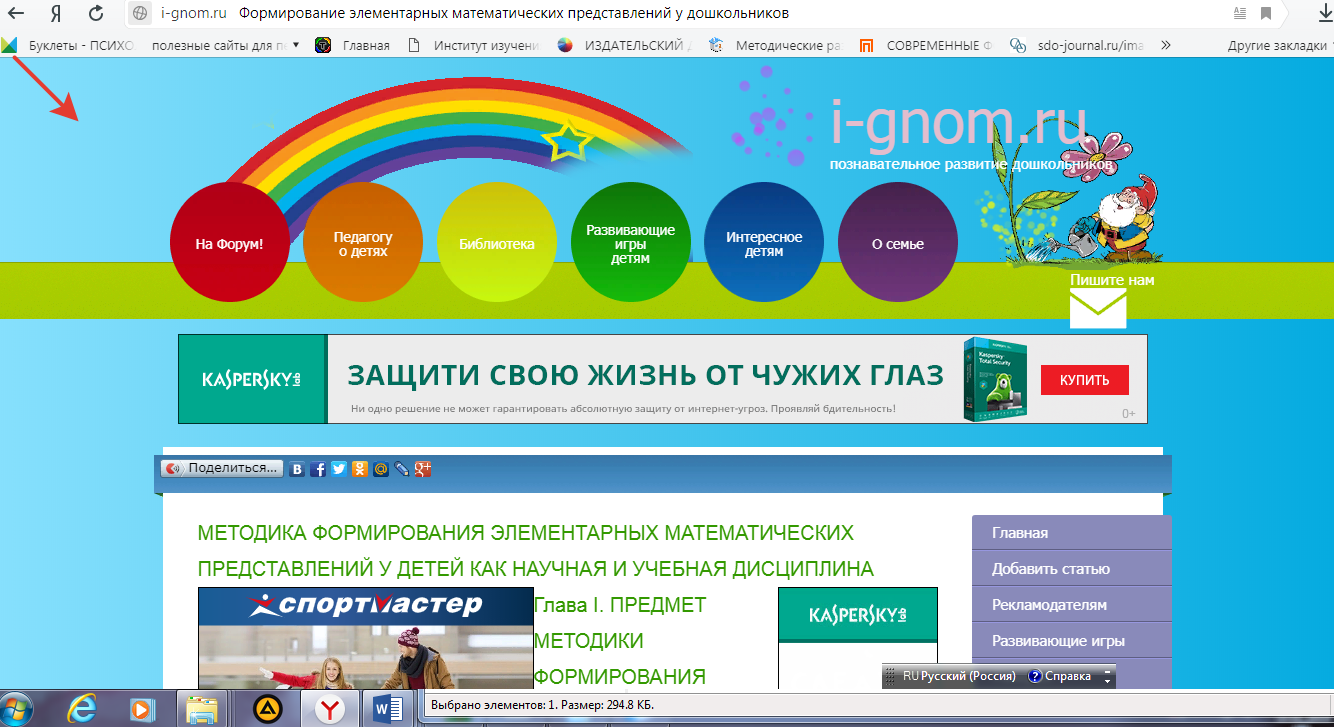 Я i-gnom.ru Формирование элементарных математических представлений у дошкольников
Буклеты - ПСИХО полезные сайты для п Главная Институт изучени ИЗДАТЕЛЬСКИЙ Методические ра СОВРЕМЕННЫЕ sdo-journal.ru/ima » Другие закладки
i-gnom.ru
познавательное развитие дошкольников
На Форум!
Педагогу
о детях
Библиотека
Развивающие
игры
детям
Интересное
детям
О семье
Пишите нам
KASPERSKY lab
ЗАЩИТИ СВОЮ ЖИЗНЬ ОТ ЧУЖИХ ГЛАЗ
Ни одно решение не может гарантировать абсолютную защиту от интернет-угроз. Проявляй бдительность!
Kaspersky
Total Security
КУПИТЬ
0+
Поделиться...
МЕТОДИКА ФОРМИРОВАНИЯ ЭЛЕМЕНТАРНЫХ МАТЕМАТИЧЕСКИХ
ПРЕДСТАВЛЕНИЙ У ДЕТЕЙ КАК НАУЧНАЯ И УЧЕБНАЯ ДИСЦИПЛИНА
СПОРТМАСТЕР
Глава I. ПРЕДМЕТ
МЕТОДИКИ
ФОРМИРОВАНИЯ
KASPERSKY lab
Главная
Добавить статью
Рекламодателям
Развивающие игры
RU Русский (Россия) Справка
Выбрано элементов: 1. Размер: 294.8 КБ.